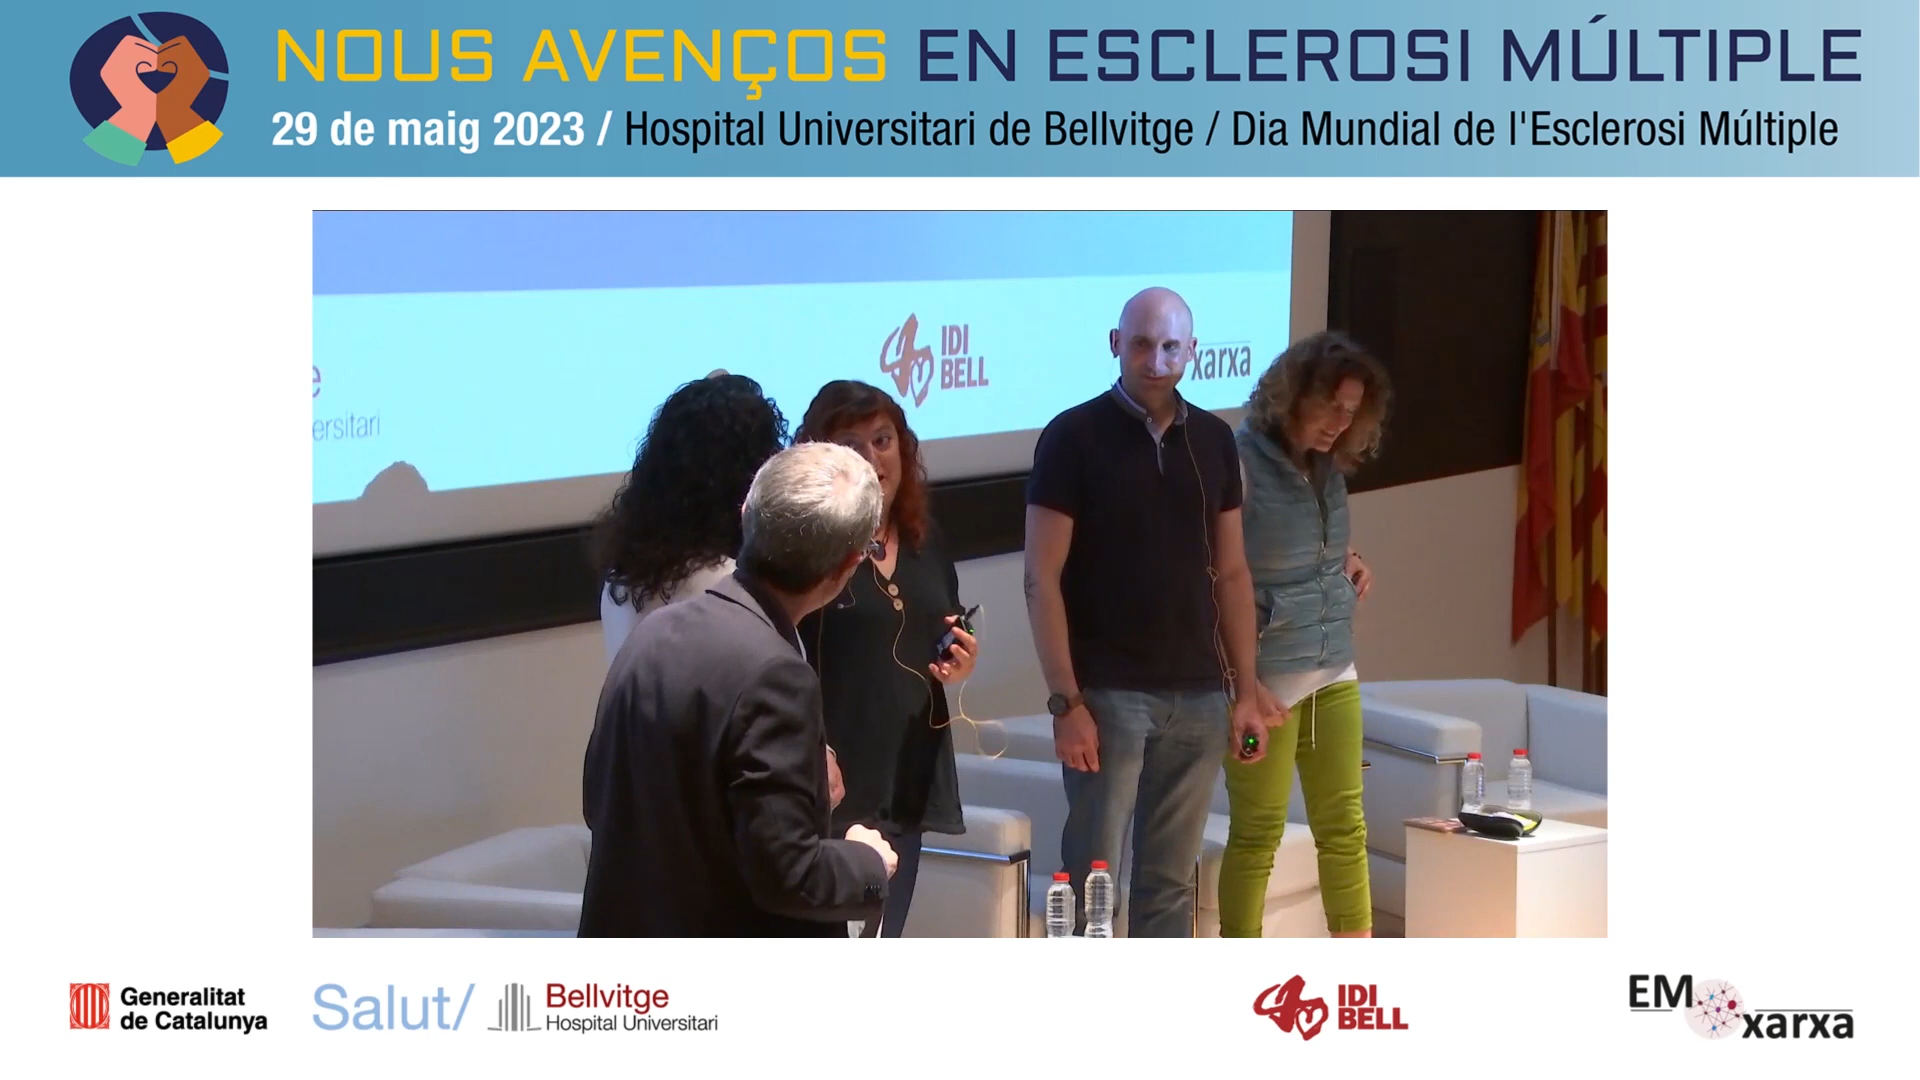 NOUS AVENÇOS EN ESCLEROSI MÚLTIPLE
29 de maig 2023 / Hospital Universitari de Bellvitge / Dia Mundial de l'Esclerosi Múltiple
IDI
BELL
xarxa
e
ersitari
Generalitat
de Catalunya
Salut/
Bellvitge
Hospital Universitari
IDI
BELL
EM
xarxa